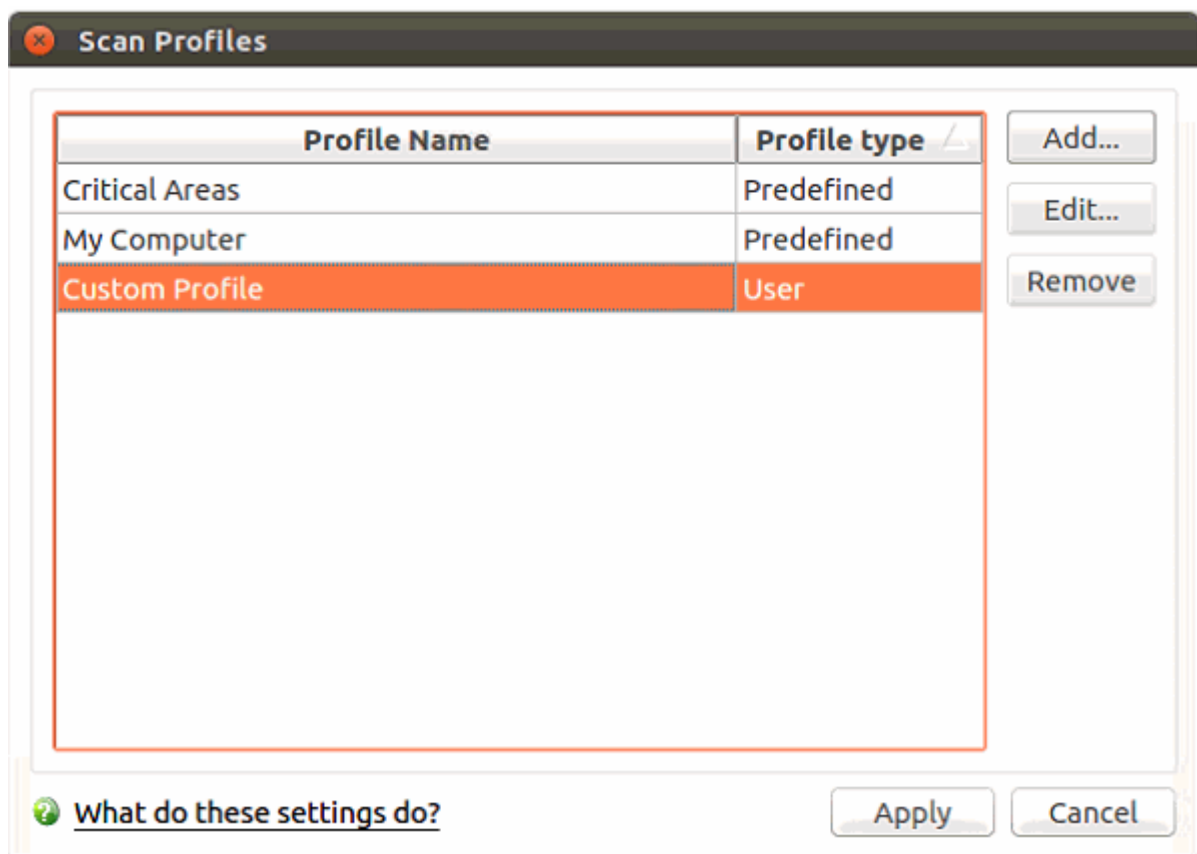 Scan Profiles
Profile Name Profile type
Add...
Critical Areas Predefined
Edit...
My Computer Predefined
Custom Profile User
Remove
What do these settings do?
Apply Cancel